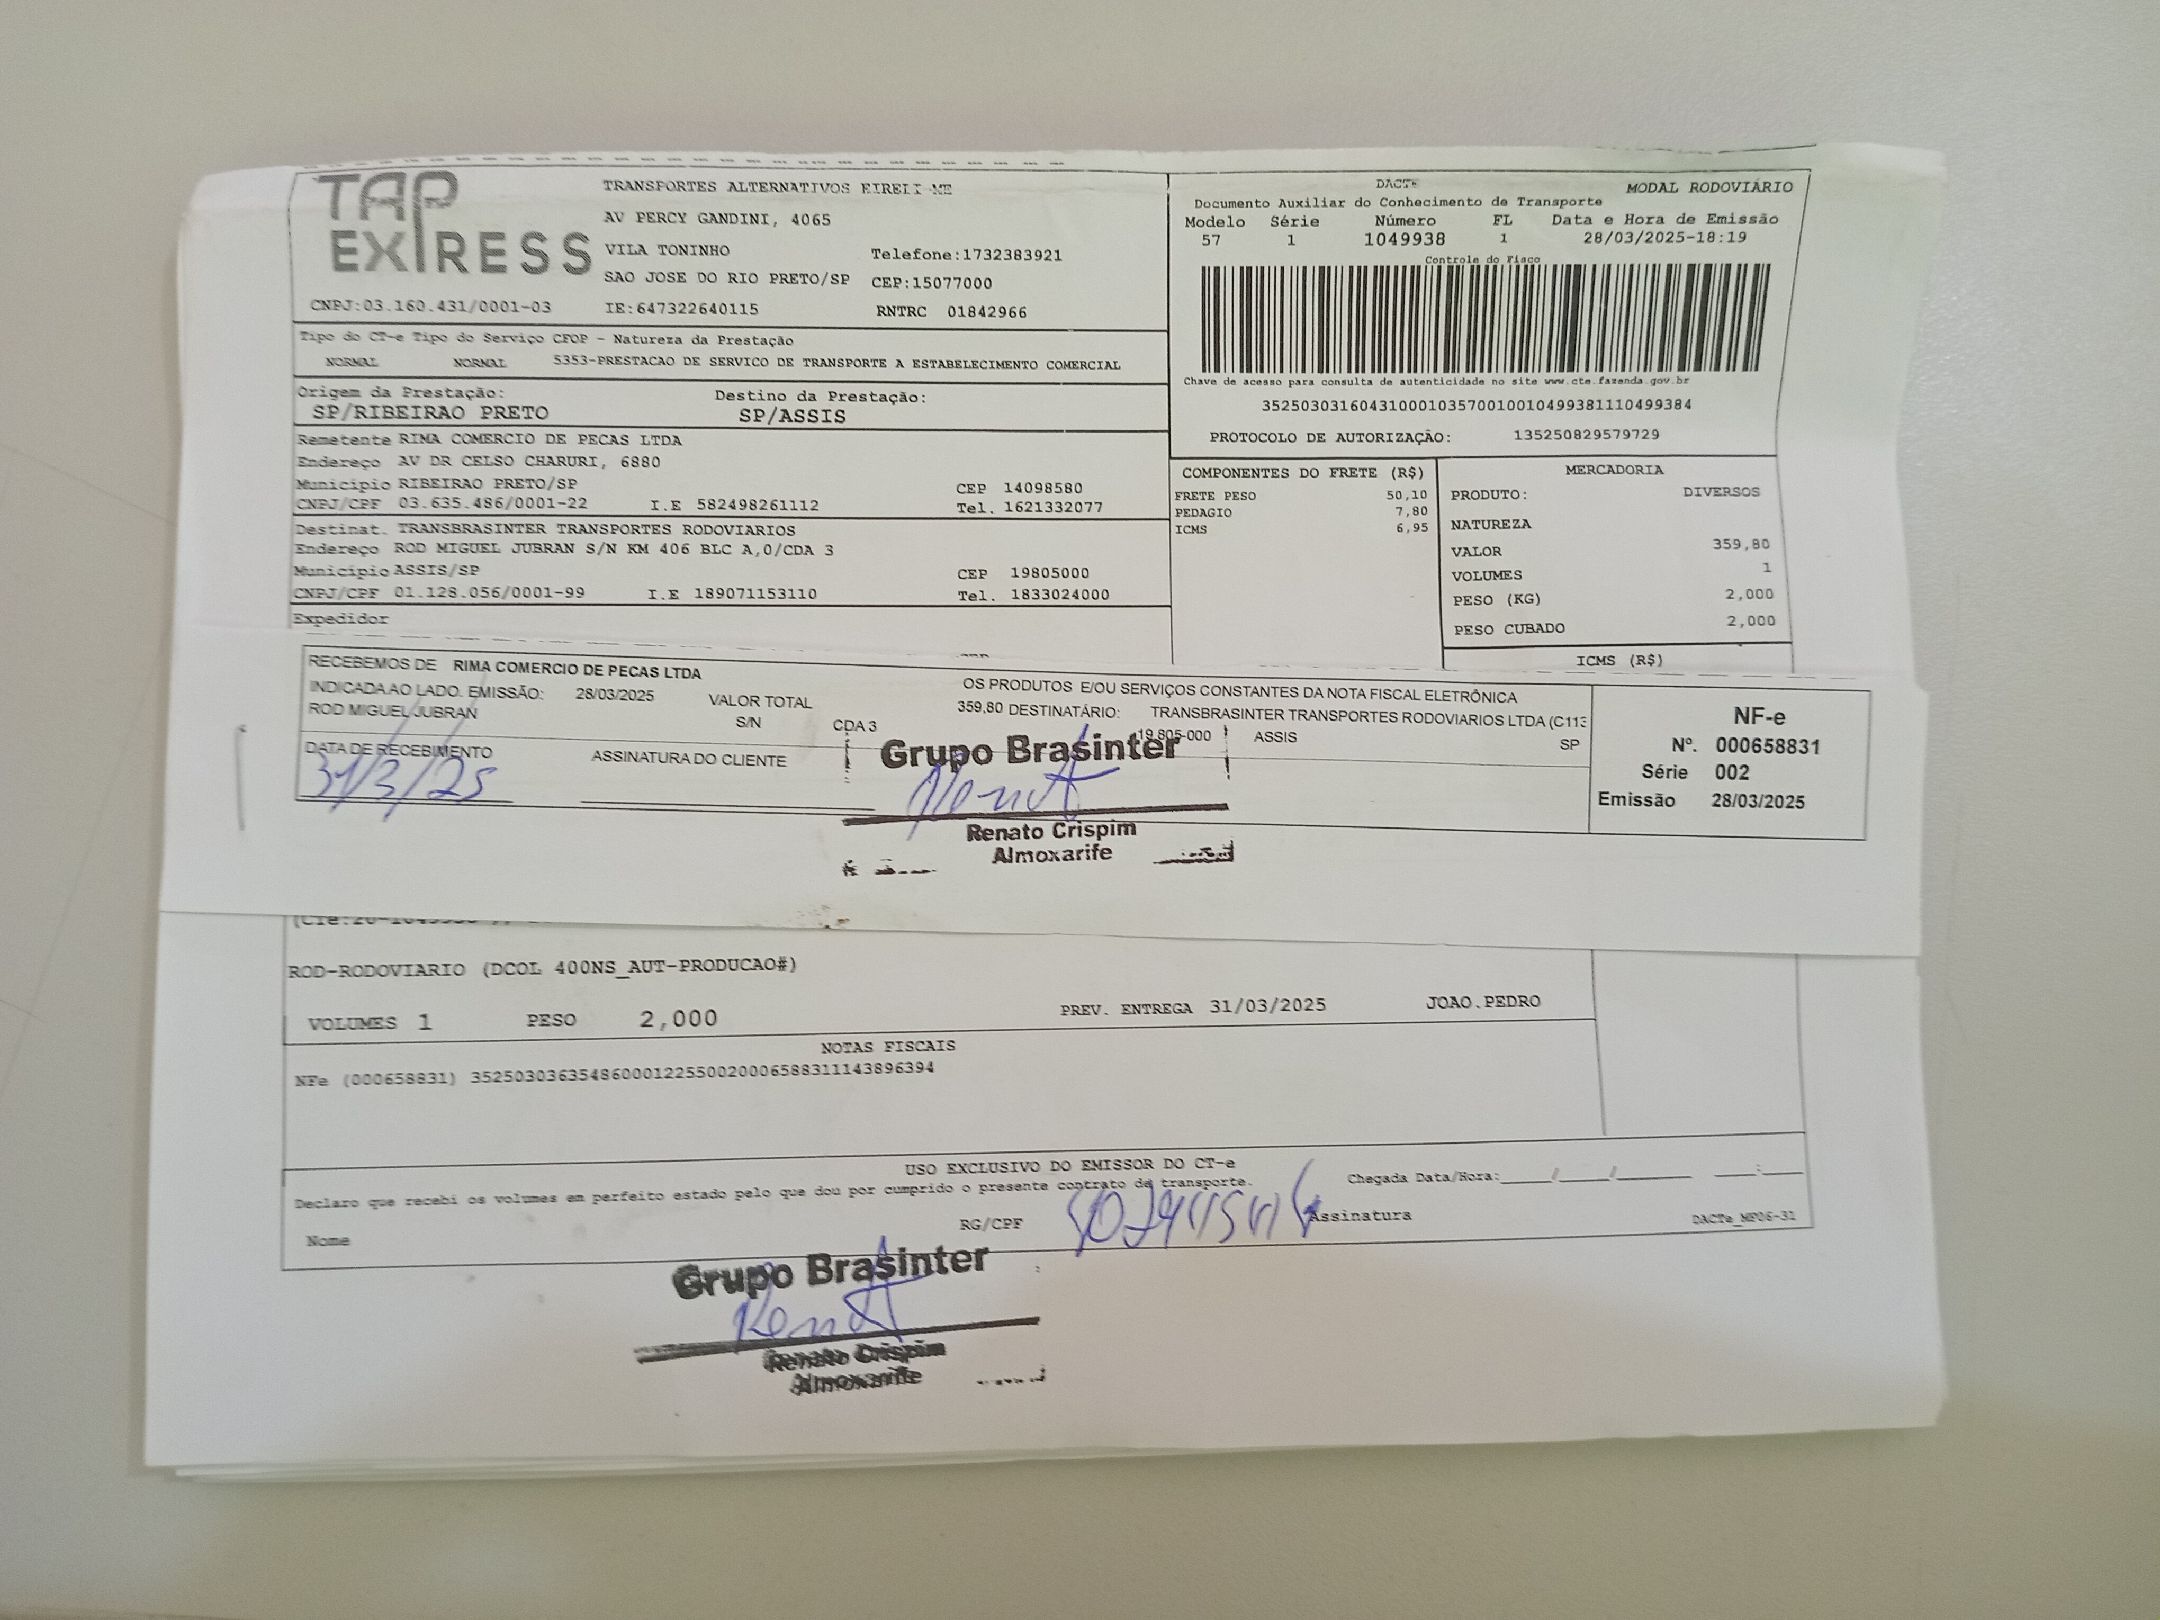 TAP EXPRESS
TRANSPORTES ALTERNATIVOS EIRELI ME
AV PERCY GANDINI, 4065
VILA TONINHO Telefone:1732383921
SAO JOSE DO RIO PRETO/SP CEP:15077000
CNPJ:03.160.431/0001-03 IE:647322640115 RNTRC 01842966
DACTe MODAL RODOVIÁRIO
Documento Auxiliar do Conhecimento de Transporte
Modelo Série Número FL Data e Hora de Emissão
57 1 1049938 1 28/03/2025-18:19
Controle do Fisco
Chave de acesso para consulta de autenticidade no site www.cte.fazenda.gov.br
35250303160431000103570010010499381110499384
PROTOCOLO DE AUTORIZAÇÃO: 135250829579729
Tipo do CT-e Tipo do Serviço CFOP - Natureza da Prestação
NORMAL NORMAL 5353-PRESTACAO DE SERVICO DE TRANSPORTE A ESTABELECIMENTO COMERCIAL
Origem da Prestação: Destino da Prestação:
SP/RIBEIRAO PRETO SP/ASSIS
Remetente RIMA COMERCIO DE PECAS LTDA
Endereço AV DR CELSO CHARURI, 6880
Município RIBEIRAO PRETO/SP CEP 14098580
CNPJ/CPF 03.635.486/0001-22 I.E 582498261112 Tel. 1621332077
Destinat. TRANSBRASINTER TRANSPORTES RODOVIARIOS
Endereço ROD MIGUEL JUBRAN S/N KM 406 BLC A,0/CDA 3
Município ASSIS/SP CEP 19805000
CNPJ/CPF 01.128.056/0001-99 I.E 189071153110 Tel. 1833024000
Expedidor
COMPONENTES DO FRETE (R$)
FRETE PESO 50,10
PEDAGIO 7,80
ICMS 6,95
MERCADORIA
PRODUTO: DIVERSOS
NATUREZA
VALOR 359,80
VOLUMES 1
PESO (KG) 2,000
PESO CUBADO 2,000
ICMS (R$)
RECEBEMOS DE RIMA COMERCIO DE PECAS LTDA OS PRODUTOS E/OU SERVIÇOS CONSTANTES DA NOTA FISCAL ELETRÔNICA
INDICADA AO LADO. EMISSÃO: 28/03/2025 VALOR TOTAL 359,80 DESTINATÁRIO: TRANSBRASINTER TRANSPORTES RODOVIARIOS LTDA (C113
ROD MIGUEL JUBRAN S/N CDA 3 19.805-000 ASSIS SP
DATA DE RECEBIMENTO ASSINATURA DO CLIENTE
31/3/25
Grupo Brasinter
Renato Crispim
Almoxarife
NF-e
Nº. 000658831
Série 002
Emissão 28/03/2025
ROD-RODOVIARIO (DCOL 400NS_AUT-PRODUCAO#)
VOLUMES 1 PESO 2,000 PREV. ENTREGA 31/03/2025 JOAO.PEDRO
NOTAS FISCAIS
NFe (000658831) 35250303635486000122550020006588311143896394
USO EXCLUSIVO DO EMISSOR DO CT-e
Declaro que recebi os volumes em perfeito estado pelo que dou por cumprido o presente contrato de transporte. Chegada Data/Hora:
Nome RG/CPF Assinatura DACTe_MF06-31
Grupo Brasinter
Renato Crispim
Almoxarife